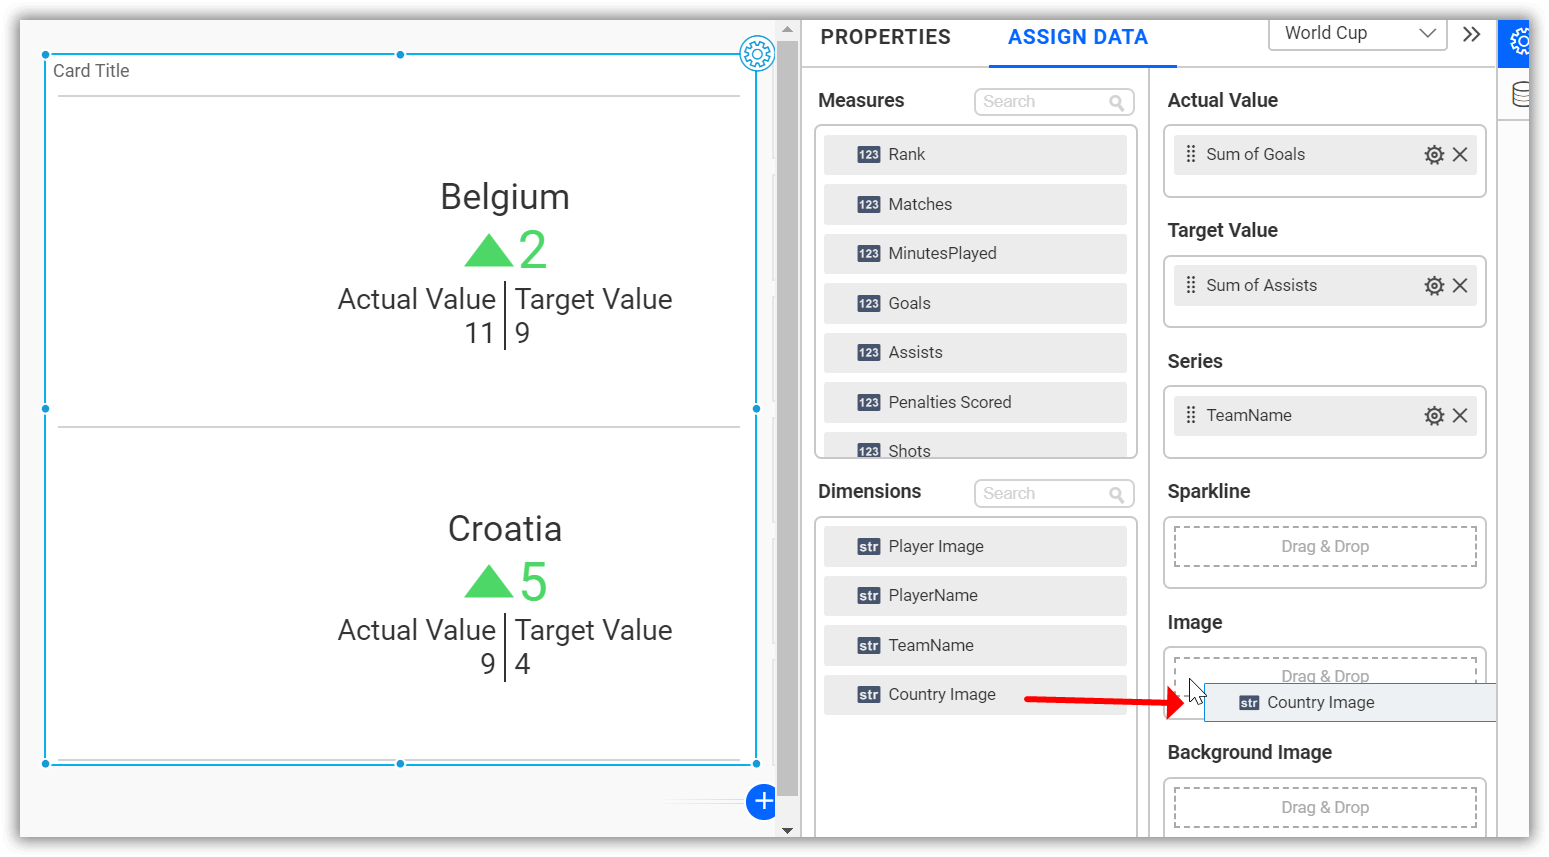 Card Title
Belgium
2
Actual Value Target Value
11 9
Croatia
5
Actual Value Target Value
9 4
PROPERTIES
ASSIGN DATA
World Cup
Measures
Search
123 Rank
123 Matches
123 MinutesPlayed
123 Goals
123 Assists
123 Penalties Scored
123 Shots
Dimensions
Search
str Player Image
str PlayerName
str TeamName
str Country Image
Actual Value
Sum of Goals
Target Value
Sum of Assists
Series
TeamName
Sparkline
Drag & Drop
Image
Drag & Drop
str Country Image
Background Image
Drag & Drop